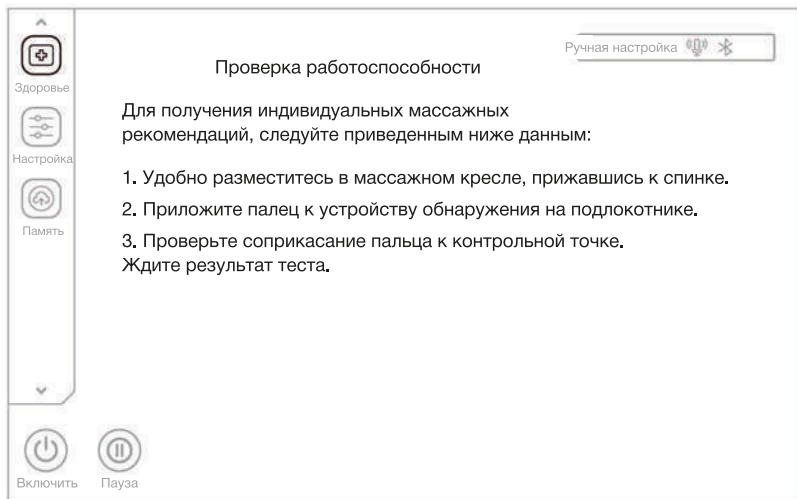 Ручная настройка
Здоровье
Проверка работоспособности
Для получения индивидуальных массажных
рекомендаций, следуйте приведенным ниже данным:
Настройка
1. Удобно разместитесь в массажном кресле, прижавшись к спинке.
2. Приложите палец к устройству обнаружения на подлокотнике.
Память
3. Проверьте соприкасание пальца к контрольной точке.
Ждите результат теста.
Включить
Пауза